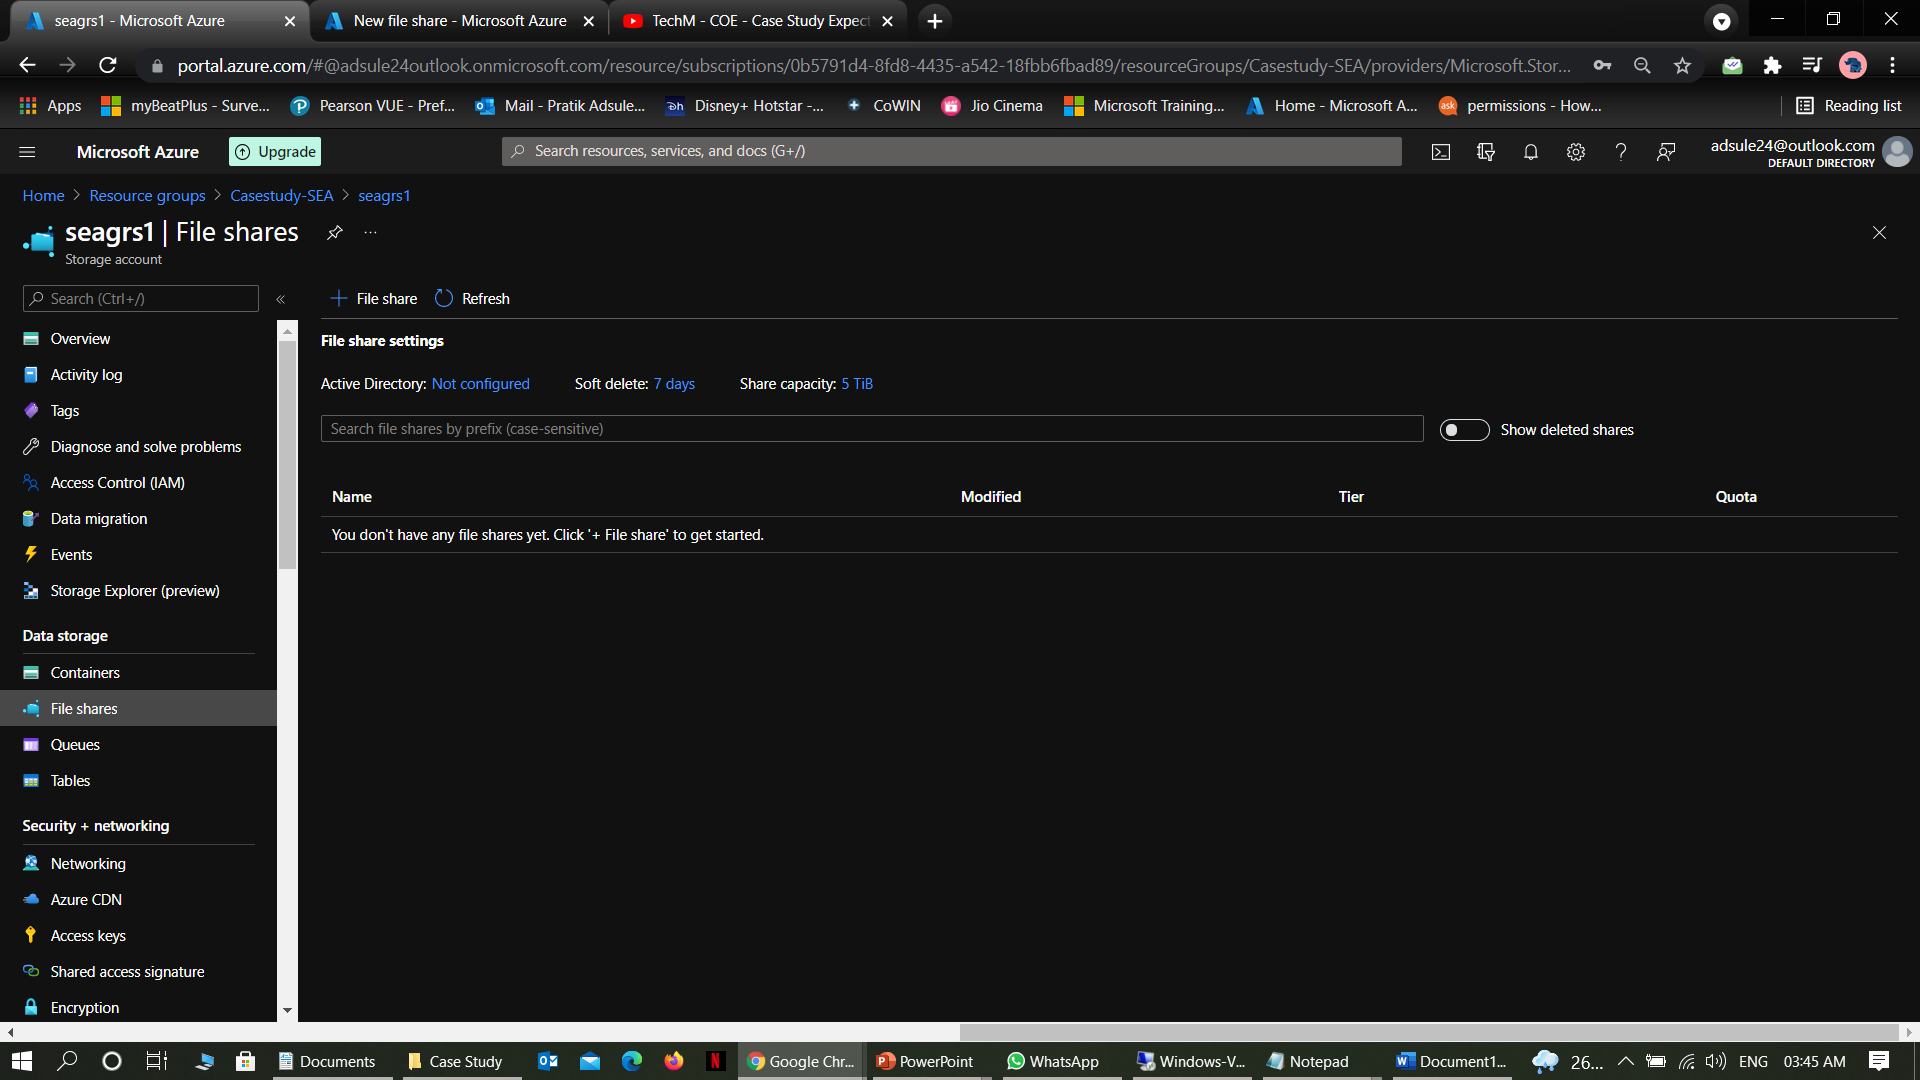 seagrs1 - Microsoft Azure
New file share - Microsoft Azure
TechM - COE - Case Study Expec
portal.azure.com/#@adsule24outlook.onmicrosoft.com/resource/subscriptions/0b5791d4-8fd8-4435-a542-18fbb6fbad89/resourceGroups/Casestudy-SEA/providers/Microsoft.Stor...
Apps
myBeatPlus - Surve...
Pearson VUE - Pref...
Mail - Pratik Adsule...
Disney+ Hotstar -...
CoWIN
Jio Cinema
Microsoft Training...
Home - Microsoft A...
permissions - How...
Reading list
Microsoft Azure
Upgrade
Search resources, services, and docs (G+/)
adsule24@outlook.com
DEFAULT DIRECTORY
Home > Resource groups > Casestudy-SEA > seagrs1
seagrs1 | File shares
Storage account
Search (Ctrl+/)
Overview
Activity log
Tags
Diagnose and solve problems
Access Control (IAM)
Data migration
Events
Storage Explorer (preview)
Data storage
Containers
File shares
Queues
Tables
Security + networking
Networking
Azure CDN
Access keys
Shared access signature
Encryption
File share
Refresh
File share settings
Active Directory: Not configured
Soft delete: 7 days
Share capacity: 5 TiB
Search file shares by prefix (case-sensitive)
Show deleted shares
Name
Modified
Tier
Quota
You don't have any file shares yet. Click '+ File share' to get started.
Documents
Case Study
Google Chr...
PowerPoint
WhatsApp
Windows-V...
Notepad
Document1...
26...
ENG
03:45 AM